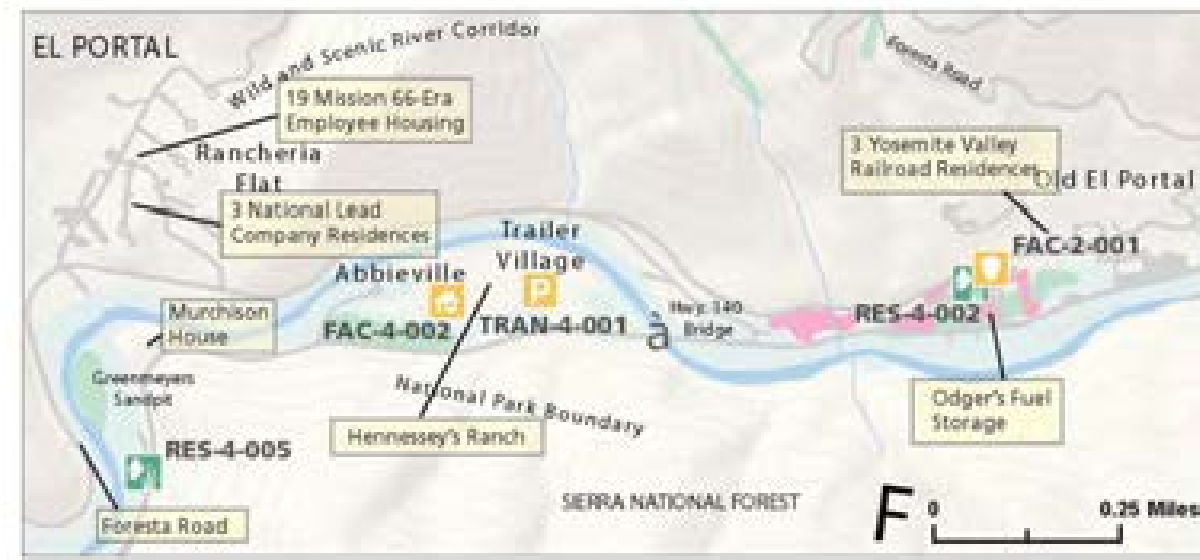 EL PORTAL
Wild and Scenic River Corridor
Foresta Road
19 Mission 66-Era
Employee Housing
Rancheria
Flat
3 Yosemite Valley
Railroad Residences
Old El Portal
3 National Lead
Company Residences
Trailer
Village
FAC-2-001
Abbieville
P
Murchison
House
FAC-4-002
TRAN-4-001
Hwy. 140
Bridge
RES-4-002
Greenmeyers
Sandpit
National Park Boundary
Odger's Fuel
Storage
Hennessey's Ranch
RES-4-005
SIERRA NATIONAL FOREST
Foresta Road
F
0
0.25 Miles